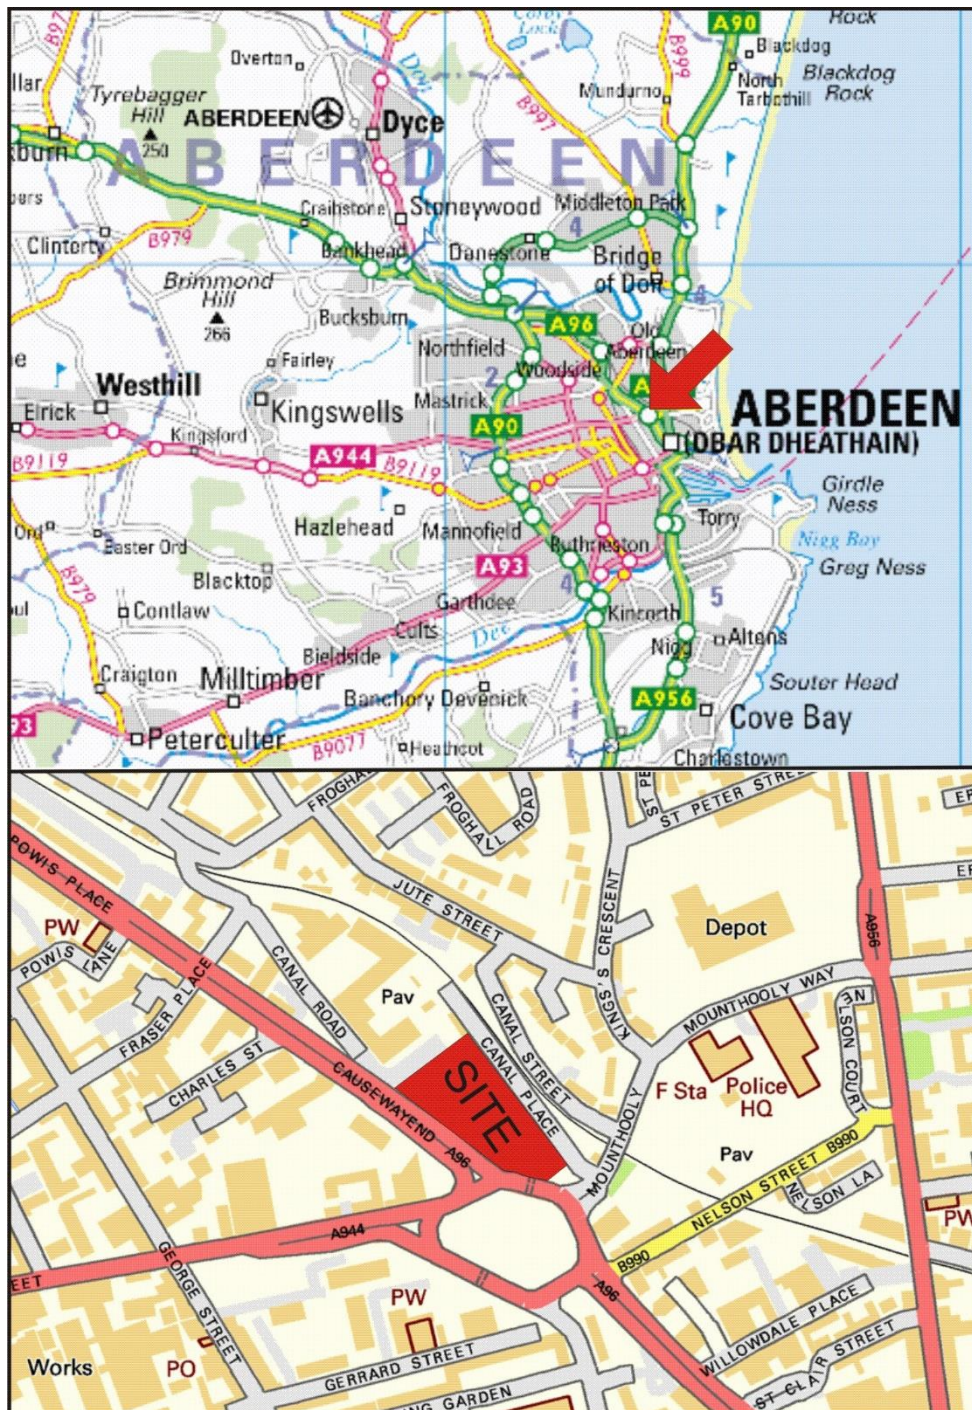 A90
Rock
Blackdog
North
Tarbothill
Blackdog
Rock
B999
Mundurno
B997
Overton
Tyrebagger
Hill
250
ABERDEEN
Dyce
ABERDEEN
B979
Clinterty
Craibstone
Stoneywood
Middleton Park
4
Bankhead
Danestone
Bridge
of Don
4
Brimmond
Hill
266
Bucksburn
A96
Northfield
Old
Aberdeen
Woodside
Fairley
2
Mastrick
Westhill
Elrick
Kingswells
Kingsford
A90
ABERDEEN
(OBAR DHEATHAIN)
B9119
A944
B9119
Girdle
Ness
Hazlehead
Mannofield
Torry
Nigg Bay
Greg Ness
Easter Ord
Ruthrieston
A93
Blacktop
B979
4
5
Contlaw
Garthdee
Kincorth
Cults
Dee
Altens
Bieldside
Nigg
Craigton
Milltimber
Souter Head
Banchory Devenick
A956
Cove Bay
Peterculter
B9077
Heathcot
Charlestown
93
FROGHALL ROAD
ST PETER STREET
POWIS PLACE
JUTE STREET
KING'S CRESCENT
Depot
A956
PW
POWIS LANE
FRASER PLACE
CANAL ROAD
Pav
CANAL STREET
CANAL PLACE
MOUNTHOOLY WAY
NELSON COURT
CHARLES ST
CAUSEWAYEND
A96
SITE
F Sta
Police
HQ
MOUNTHOOLY
Pav
NELSON STREET B990
NELSON LA
PW
A944
B990
GEORGE STREET
A96
PW
PO
WILLOWDALE PLACE
Works
GERRARD STREET
ST CLAIR STREET
GARDEN